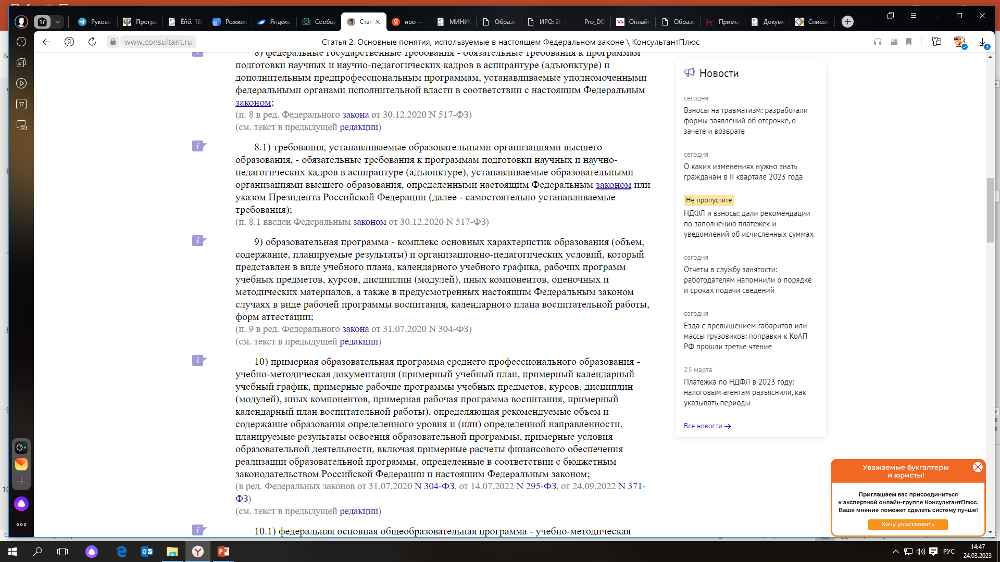 17
Руково
Програ
Èñõ. 18
Рожков
Яндекс
Сообще
Стат
иро —
МИНИС
Образо
ИРО: 20
Pro_DO
Онлайн
Образо
Пример
Докуме
Список
www.consultant.ru
Статья 2. Основные понятия, используемые в настоящем Федеральном законе \ КонсультантПлюс
3
17
8) федеральные государственные требования - обязательные требования к программам
подготовки научных и научно-педагогических кадров в аспирантуре (адъюнктуре) и
дополнительным предпрофессиональным программам, устанавливаемые уполномоченными
федеральными органами исполнительной власти в соответствии с настоящим Федеральным
законом;
(п. 8 в ред. Федерального закона от 30.12.2020 N 517-ФЗ)
(см. текст в предыдущей редакции)
8.1) требования, устанавливаемые образовательными организациями высшего
образования, - обязательные требования к программам подготовки научных и научно-
педагогических кадров в аспирантуре (адъюнктуре), устанавливаемые образовательными
организациями высшего образования, определенными настоящим Федеральным законом или
указом Президента Российской Федерации (далее - самостоятельно устанавливаемые
требования);
(п. 8.1 введен Федеральным законом от 30.12.2020 N 517-ФЗ)
9) образовательная программа - комплекс основных характеристик образования (объем,
содержание, планируемые результаты) и организационно-педагогических условий, который
представлен в виде учебного плана, календарного учебного графика, рабочих программ
учебных предметов, курсов, дисциплин (модулей), иных компонентов, оценочных и
методических материалов, а также в предусмотренных настоящим Федеральным законом
случаях в виде рабочей программы воспитания, календарного плана воспитательной работы,
форм аттестации;
(п. 9 в ред. Федерального закона от 31.07.2020 N 304-ФЗ)
(см. текст в предыдущей редакции)
10) примерная образовательная программа среднего профессионального образования -
учебно-методическая документация (примерный учебный план, примерный календарный
учебный график, примерные рабочие программы учебных предметов, курсов, дисциплин
(модулей), иных компонентов, примерная рабочая программа воспитания, примерный
календарный план воспитательной работы), определяющая рекомендуемые объем и
содержание образования определенного уровня и (или) определенной направленности,
планируемые результаты освоения образовательной программы, примерные условия
образовательной деятельности, включая примерные расчеты финансового обеспечения
реализации образовательной программы, определенные в соответствии с бюджетным
законодательством Российской Федерации и настоящим Федеральным законом;
(в ред. Федеральных законов от 31.07.2020 N 304-ФЗ, от 14.07.2022 N 295-ФЗ, от 24.09.2022 N 371-
ФЗ)
(см. текст в предыдущей редакции)
10.1) федеральная основная общеобразовательная программа - учебно-методическая
Новости
сегодня
Взносы на травматизм: разработали
формы заявлений об отсрочке, о
зачете и возврате
сегодня
О каких изменениях нужно знать
гражданам в II квартале 2023 года
Не пропустите
НДФЛ и взносы: дали рекомендации
по заполнению платежек и
уведомлений об исчисленных суммах
сегодня
Отчеты в службу занятости:
работодателям напомнили о порядке
и сроках подачи сведений
сегодня
Езда с превышением габаритов или
массы грузовиков: поправки к КоАП
РФ прошли третье чтение
23 марта
Платежка по НДФЛ в 2023 году:
налоговым агентам разъяснили, как
указывать периоды
Все новости
Уважаемые бухгалтеры
и юристы!
Приглашаем вас присоединиться
к экспертной онлайн-группе КонсультантПлюс.
Ваше мнение поможет сделать систему лучше!
Хочу участвовать
РУС
14:47
24.03.2023